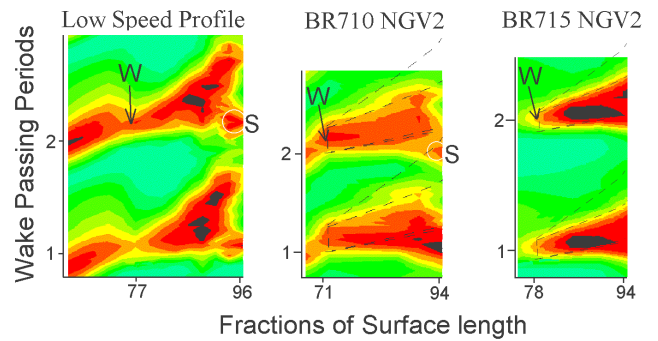 Low Speed Profile
BR710 NGV2
BR715 NGV2
Wake Passing Periods
W
S
2
1
77
96
W
S
2
1
71
94
W
2
1
78
94
Fractions of Surface length